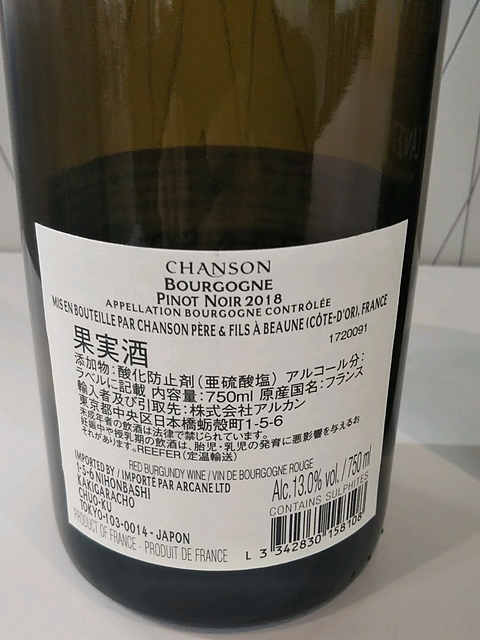 CHANSON
BOURGOGNE
PINOT NOIR 2018
APPELLATION BOURGOGNE CONTRÔLÉE
MIS EN BOUTEILLE PAR CHANSON PÈRE & FILS À BEAUNE (CÔTE-D'OR), FRANCE
1720091
果実酒
添加物:酸化防止剤(亜硫酸塩) アルコール分:
ラベルに記載 内容量:750ml 原産国名:フランス
輸入者及び引取先:株式会社アルカン
東京都中央区日本橋蛎殻町1-5-6
未成年者の飲酒は法律で禁じられています。
妊娠中や授乳期の飲酒は、胎児・乳児の発育に悪影響を与えるお
それがあります。REEFER(定温輸送)
RED BURGUNDY WINE / VIN DE BOURGOGNE ROUGE
IMPORTED BY / IMPORTÉ PAR ARCANE LTD
1-5-6 NIHONBASHI
KAKIGARACHO
CHUO-KU
TOKYO-103-0014 - JAPON
PRODUCT OF FRANCE - PRODUIT DE FRANCE
Alc.13.0% vol. / 750 ml
CONTAINS SULPHITES
L 3 342830 158108